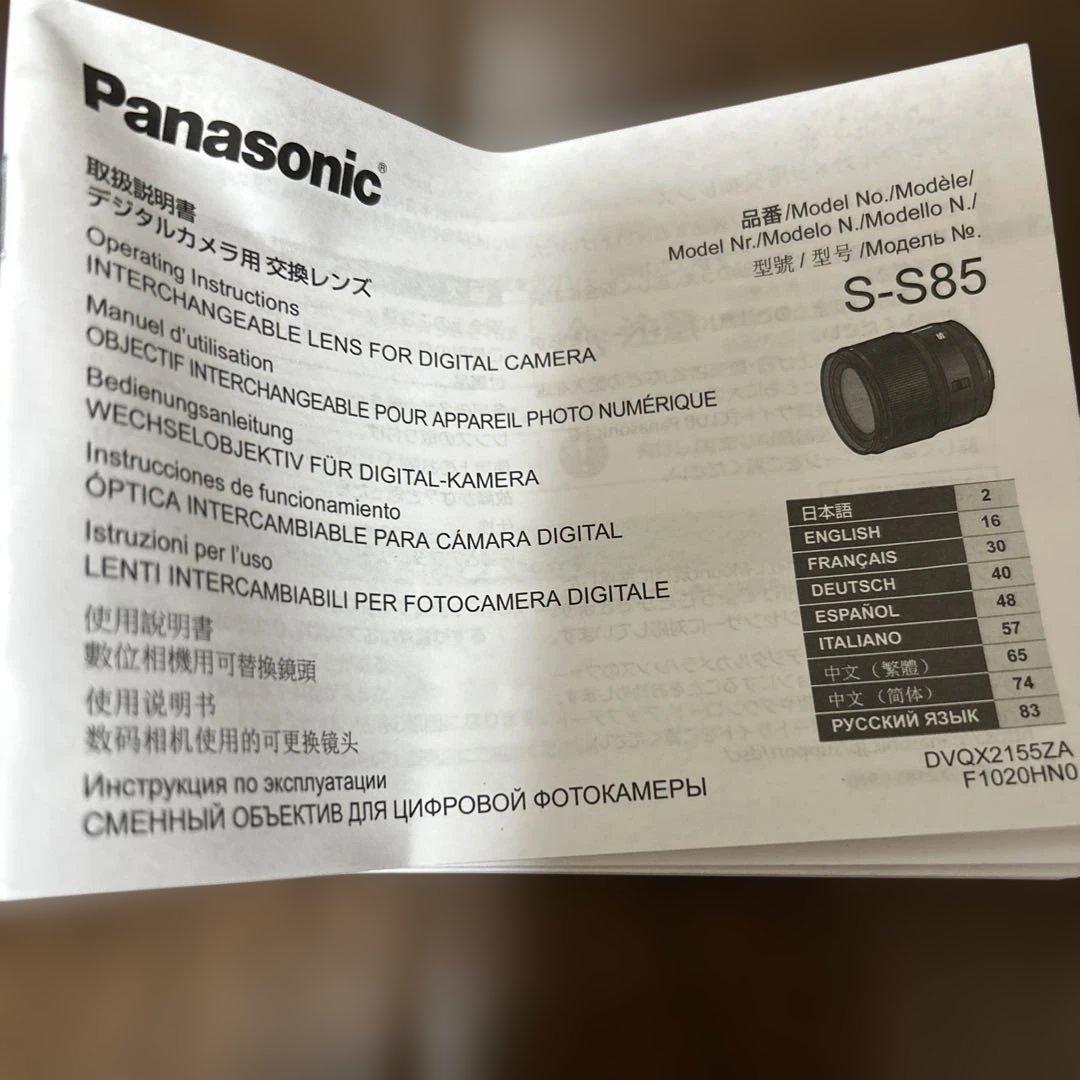 Panasonic®
取扱説明書
デジタルカメラ用 交換レンズ
Operating Instructions
INTERCHANGEABLE LENS FOR DIGITAL CAMERA
Manuel d'utilisation
OBJECTIF INTERCHANGEABLE POUR APPAREIL PHOTO NUMÉRIQUE
Bedienungsanleitung
WECHSELOBJEKTIV FÜR DIGITAL-KAMERA
Instrucciones de funcionamiento
ÓPTICA INTERCAMBIABLE PARA CÁMARA DIGITAL
Istruzioni per l'uso
LENTI INTERCAMBIABILI PER FOTOCAMERA DIGITALE
使用說明書
數位相機用可替換鏡頭
使用说明书
数码相机使用的可更换镜头
Инструкция по эксплуатации
СМЕННЫЙ ОБЪЕКТИВ ДЛЯ ЦИФРОВОЙ ФОТОКАМЕРЫ
品番/Model No./Modèle/
Model Nr./Modelo N./Modello N./
型號 / 型号 /Модель №.
S-S85
日本語 2
ENGLISH 16
FRANÇAIS 30
DEUTSCH 40
ESPAÑOL 48
ITALIANO 57
中文（繁體） 65
中文（简体） 74
РУССКИЙ ЯЗЫК 83
DVQX2155ZA
F1020HN0